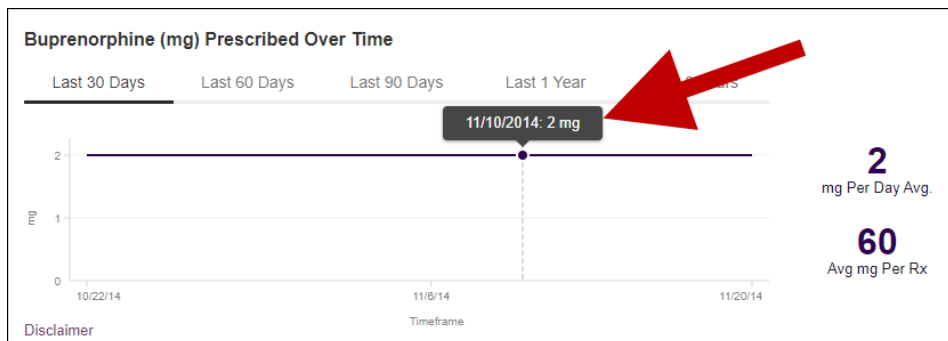 Buprenorphine (mg) Prescribed Over Time
Last 30 Days Last 60 Days Last 90 Days Last 1 Year
11/10/2014: 2 mg
2
1
0
mg
10/22/14 11/6/14 11/20/14
Timeframe
2
mg Per Day Avg.
60
Avg mg Per Rx
Disclaimer